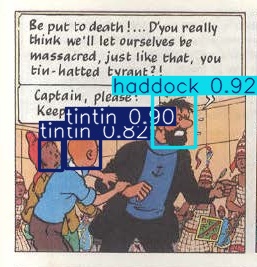 Be put to death!... D'you really
think we'll let ourselves be
massacred, just like that, you
tin-hatted tyrant?!
haddock 0.92
Captain, please!
Keep
tintin 0.90
tintin 0.82